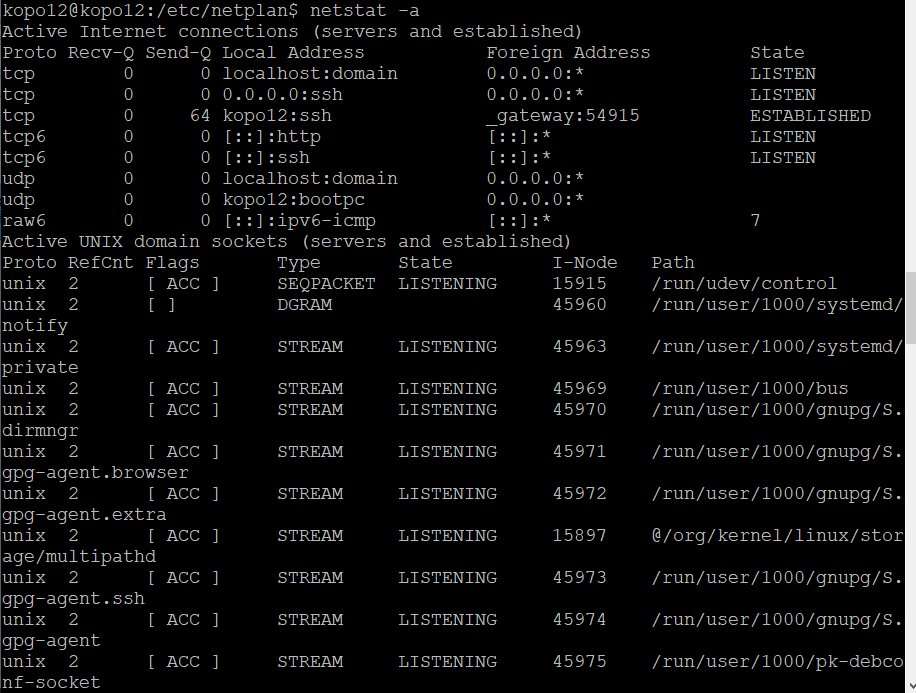 kopo12@kopo12:/etc/netplan$ netstat -a
Active Internet connections (servers and established)
Proto Recv-Q Send-Q Local Address           Foreign Address         State
tcp        0      0 localhost:domain        0.0.0.0:*               LISTEN
tcp        0      0 0.0.0.0:ssh             0.0.0.0:*               LISTEN
tcp        0     64 kopo12:ssh              _gateway:54915          ESTABLISHED
tcp6       0      0 [::]:http               [::]:*                  LISTEN
tcp6       0      0 [::]:ssh                [::]:*                  LISTEN
udp        0      0 localhost:domain        0.0.0.0:*
udp        0      0 kopo12:bootpc           0.0.0.0:*
raw6       0      0 [::]:ipv6-icmp          [::]:*                  7
Active UNIX domain sockets (servers and established)
Proto RefCnt Flags       Type       State         I-Node   Path
unix  2      [ ACC ]     SEQPACKET  LISTENING     15915    /run/udev/control
unix  2      [ ]         DGRAM                    45960    /run/user/1000/systemd/
notify
unix  2      [ ACC ]     STREAM     LISTENING     45963    /run/user/1000/systemd/
private
unix  2      [ ACC ]     STREAM     LISTENING     45969    /run/user/1000/bus
unix  2      [ ACC ]     STREAM     LISTENING     45970    /run/user/1000/gnupg/S.
dirmngr
unix  2      [ ACC ]     STREAM     LISTENING     45971    /run/user/1000/gnupg/S.
gpg-agent.browser
unix  2      [ ACC ]     STREAM     LISTENING     45972    /run/user/1000/gnupg/S.
gpg-agent.extra
unix  2      [ ACC ]     STREAM     LISTENING     15897    @/org/kernel/linux/stor
age/multipathd
unix  2      [ ACC ]     STREAM     LISTENING     45973    /run/user/1000/gnupg/S.
gpg-agent.ssh
unix  2      [ ACC ]     STREAM     LISTENING     45974    /run/user/1000/gnupg/S.
gpg-agent
unix  2      [ ACC ]     STREAM     LISTENING     45975    /run/user/1000/pk-debco
nf-socket